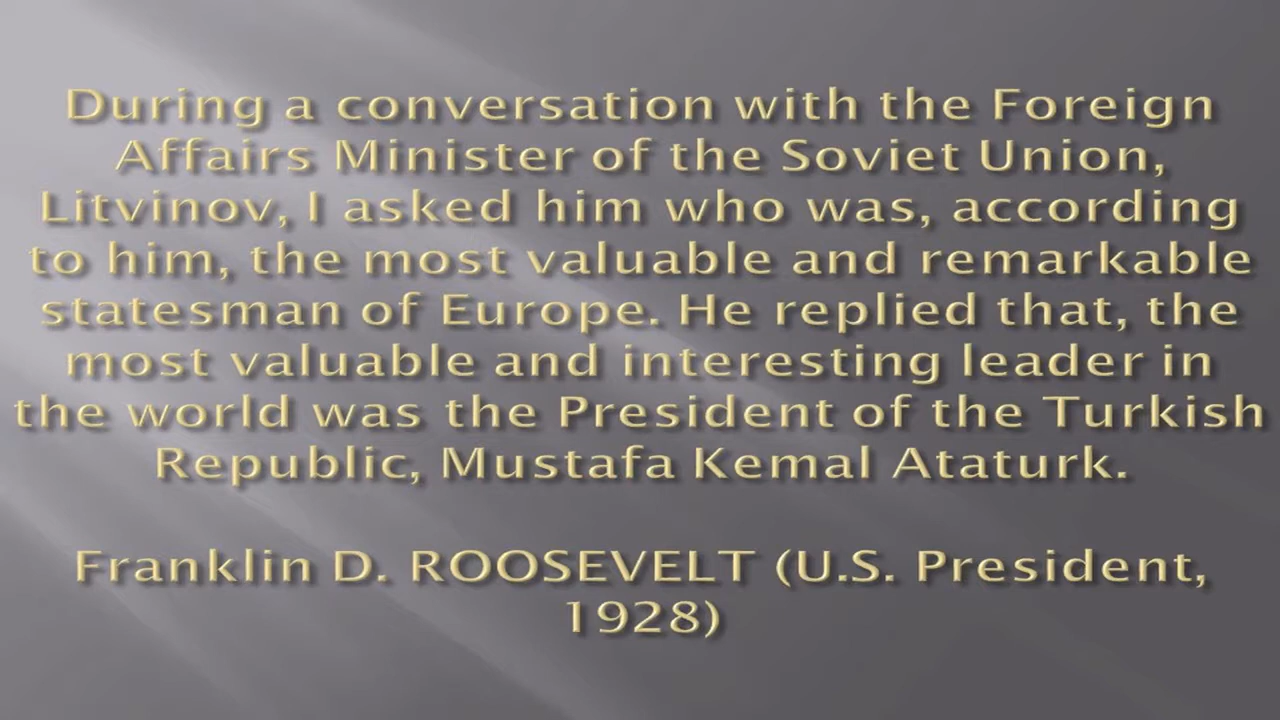 During a conversation with the Foreign
Affairs Minister of the Soviet Union,
Litvinov, I asked him who was, according
to him, the most valuable and remarkable
statesman of Europe. He replied that, the
most valuable and interesting leader in
the world was the President of the Turkish
Republic, Mustafa Kemal Ataturk.
Franklin D. ROOSEVELT (U.S. President,
1928)